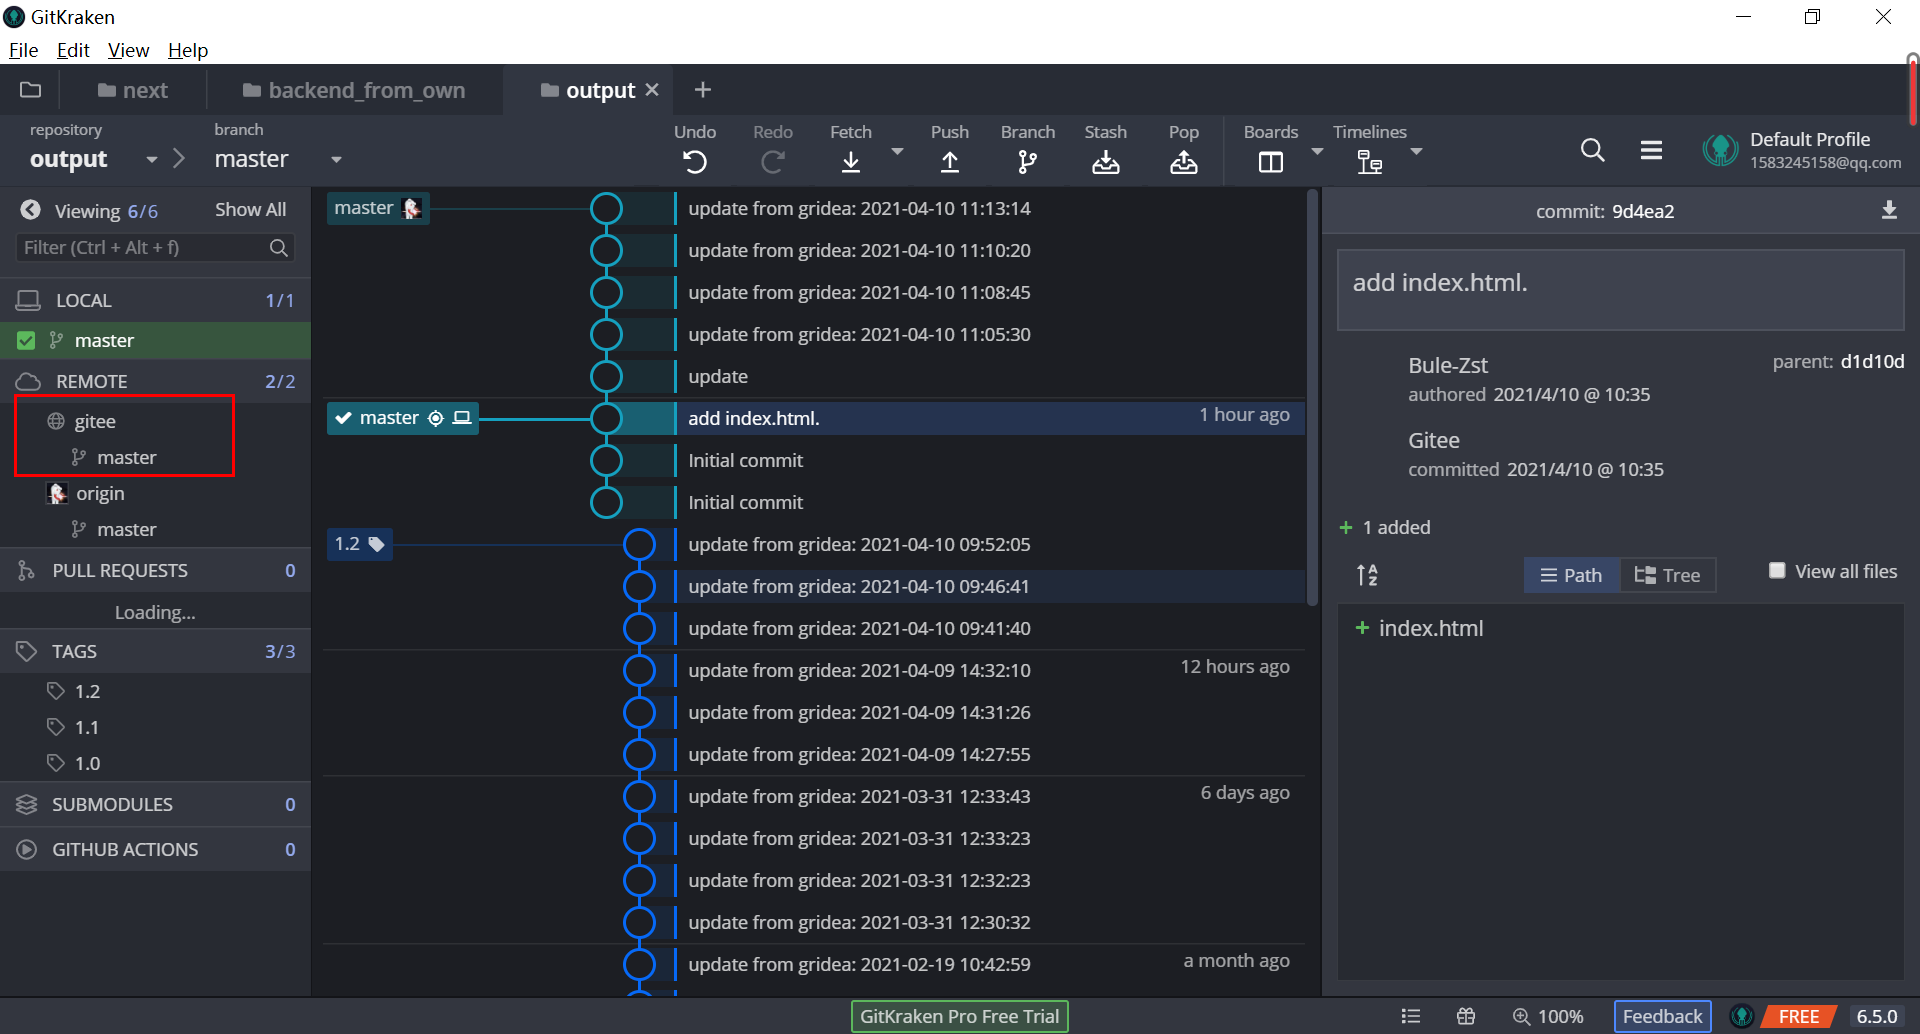 GitKraken
File Edit View Help
next backend_from_own output
repository branch Undo Redo Fetch Push Branch Stash Pop Boards Timelines
output master
Default Profile
1583245158@qq.com
Viewing 6/6 Show All
Filter (Ctrl + Alt + f)
LOCAL 1/1
master
REMOTE 2/2
gitee
master
origin
master
PULL REQUESTS 0
Loading...
TAGS 3/3
1.2
1.1
1.0
SUBMODULES 0
GITHUB ACTIONS 0
master update from gridea: 2021-04-10 11:13:14
update from gridea: 2021-04-10 11:10:20
update from gridea: 2021-04-10 11:08:45
update from gridea: 2021-04-10 11:05:30
update
master add index.html. 1 hour ago
Initial commit
Initial commit
1.2 update from gridea: 2021-04-10 09:52:05
update from gridea: 2021-04-10 09:46:41
update from gridea: 2021-04-10 09:41:40
update from gridea: 2021-04-09 14:32:10 12 hours ago
update from gridea: 2021-04-09 14:31:26
update from gridea: 2021-04-09 14:27:55
update from gridea: 2021-03-31 12:33:43 6 days ago
update from gridea: 2021-03-31 12:33:23
update from gridea: 2021-03-31 12:32:23
update from gridea: 2021-03-31 12:30:32
update from gridea: 2021-02-19 10:42:59 a month ago
commit: 9d4ea2
add index.html.
Bule-Zst parent: d1d10d
authored 2021/4/10 @ 10:35
Gitee
committed 2021/4/10 @ 10:35
1 added
Path Tree View all files
index.html
GitKraken Pro Free Trial 100% Feedback FREE 6.5.0